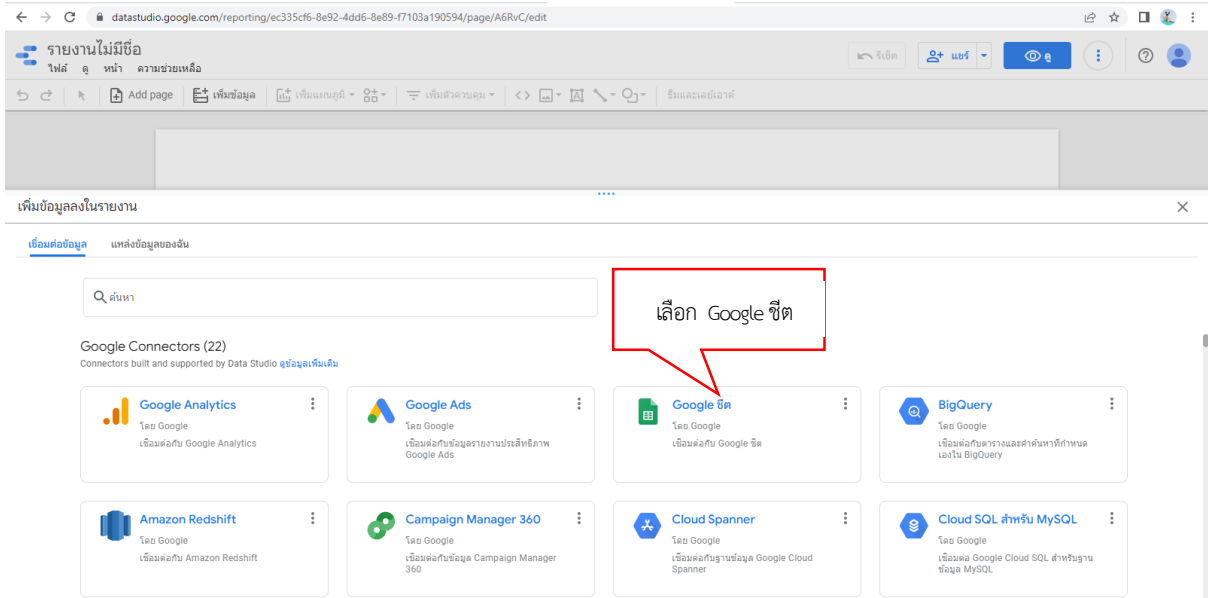 datastudio.google.com/reporting/ec335cf6-8e92-4dd6-8e89-f7103a190594/page/A6RvC/edit
รายงานไม่มีชื่อ
ไฟล์ ดู หน้า ความช่วยเหลือ
รีเซ็ต แชร์ ดู
Add page เพิ่มข้อมูล เพิ่มแผนภูมิ เพิ่มตัวควบคุม ธีมและเลย์เอาต์
เพิ่มข้อมูลลงในรายงาน
เชื่อมต่อข้อมูล แหล่งข้อมูลของฉัน
ค้นหา
เลือก Google ชีต
Google Connectors (22)
Connectors built and supported by Data Studio ดูข้อมูลเพิ่มเติม
Google Analytics
โดย Google
เชื่อมต่อกับ Google Analytics
Google Ads
โดย Google
เชื่อมต่อกับข้อมูลรายงานประสิทธิภาพ
Google Ads
Google ชีต
โดย Google
เชื่อมต่อกับ Google ชีต
BigQuery
โดย Google
เชื่อมต่อกับตารางและคำค้นหาที่กำหนด
เองใน BigQuery
Amazon Redshift
โดย Google
เชื่อมต่อกับ Amazon Redshift
Campaign Manager 360
โดย Google
เชื่อมต่อกับข้อมูล Campaign Manager
360
Cloud Spanner
โดย Google
เชื่อมต่อกับฐานข้อมูล Google Cloud
Spanner
Cloud SQL สำหรับ MySQL
โดย Google
เชื่อมต่อ Google Cloud SQL สำหรับฐาน
ข้อมูล MySQL